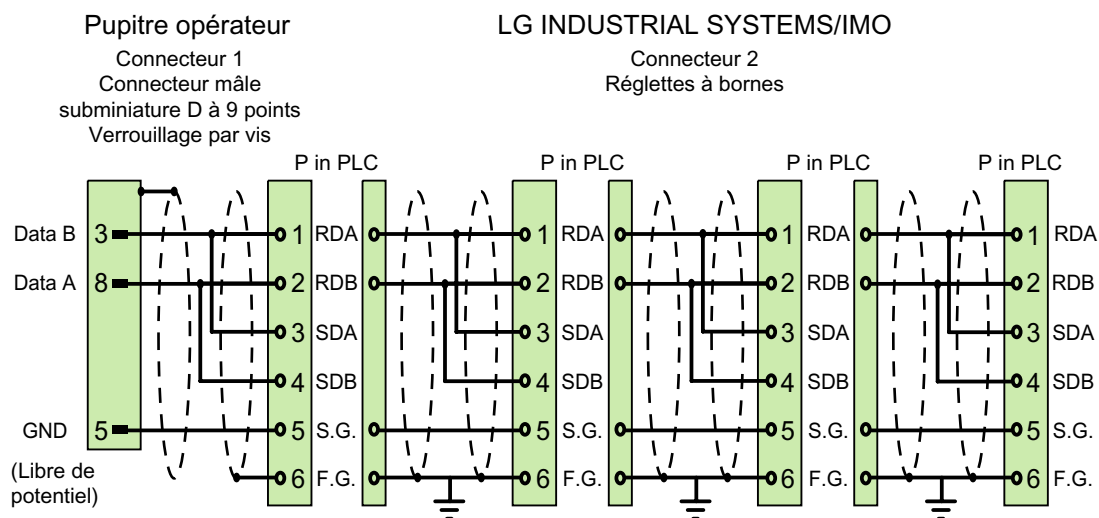 Pupitre opérateur
LG INDUSTRIAL SYSTEMS/IMO
Connecteur 1
Connecteur mâle
subminiature D à 9 points
Verrouillage par vis
Connecteur 2
Réglettes à bornes
P in PLC P in PLC P in PLC P in PLC
Data B 3 1 RDA 1 RDA 1 RDA 1 RDA
Data A 8 2 RDB 2 RDB 2 RDB 2 RDB
3 SDA 3 SDA 3 SDA 3 SDA
4 SDB 4 SDB 4 SDB 4 SDB
GND 5 5 S.G. 5 S.G. 5 S.G. 5 S.G.
(Libre de
potentiel)
6 F.G. 6 F.G. 6 F.G. 6 F.G.